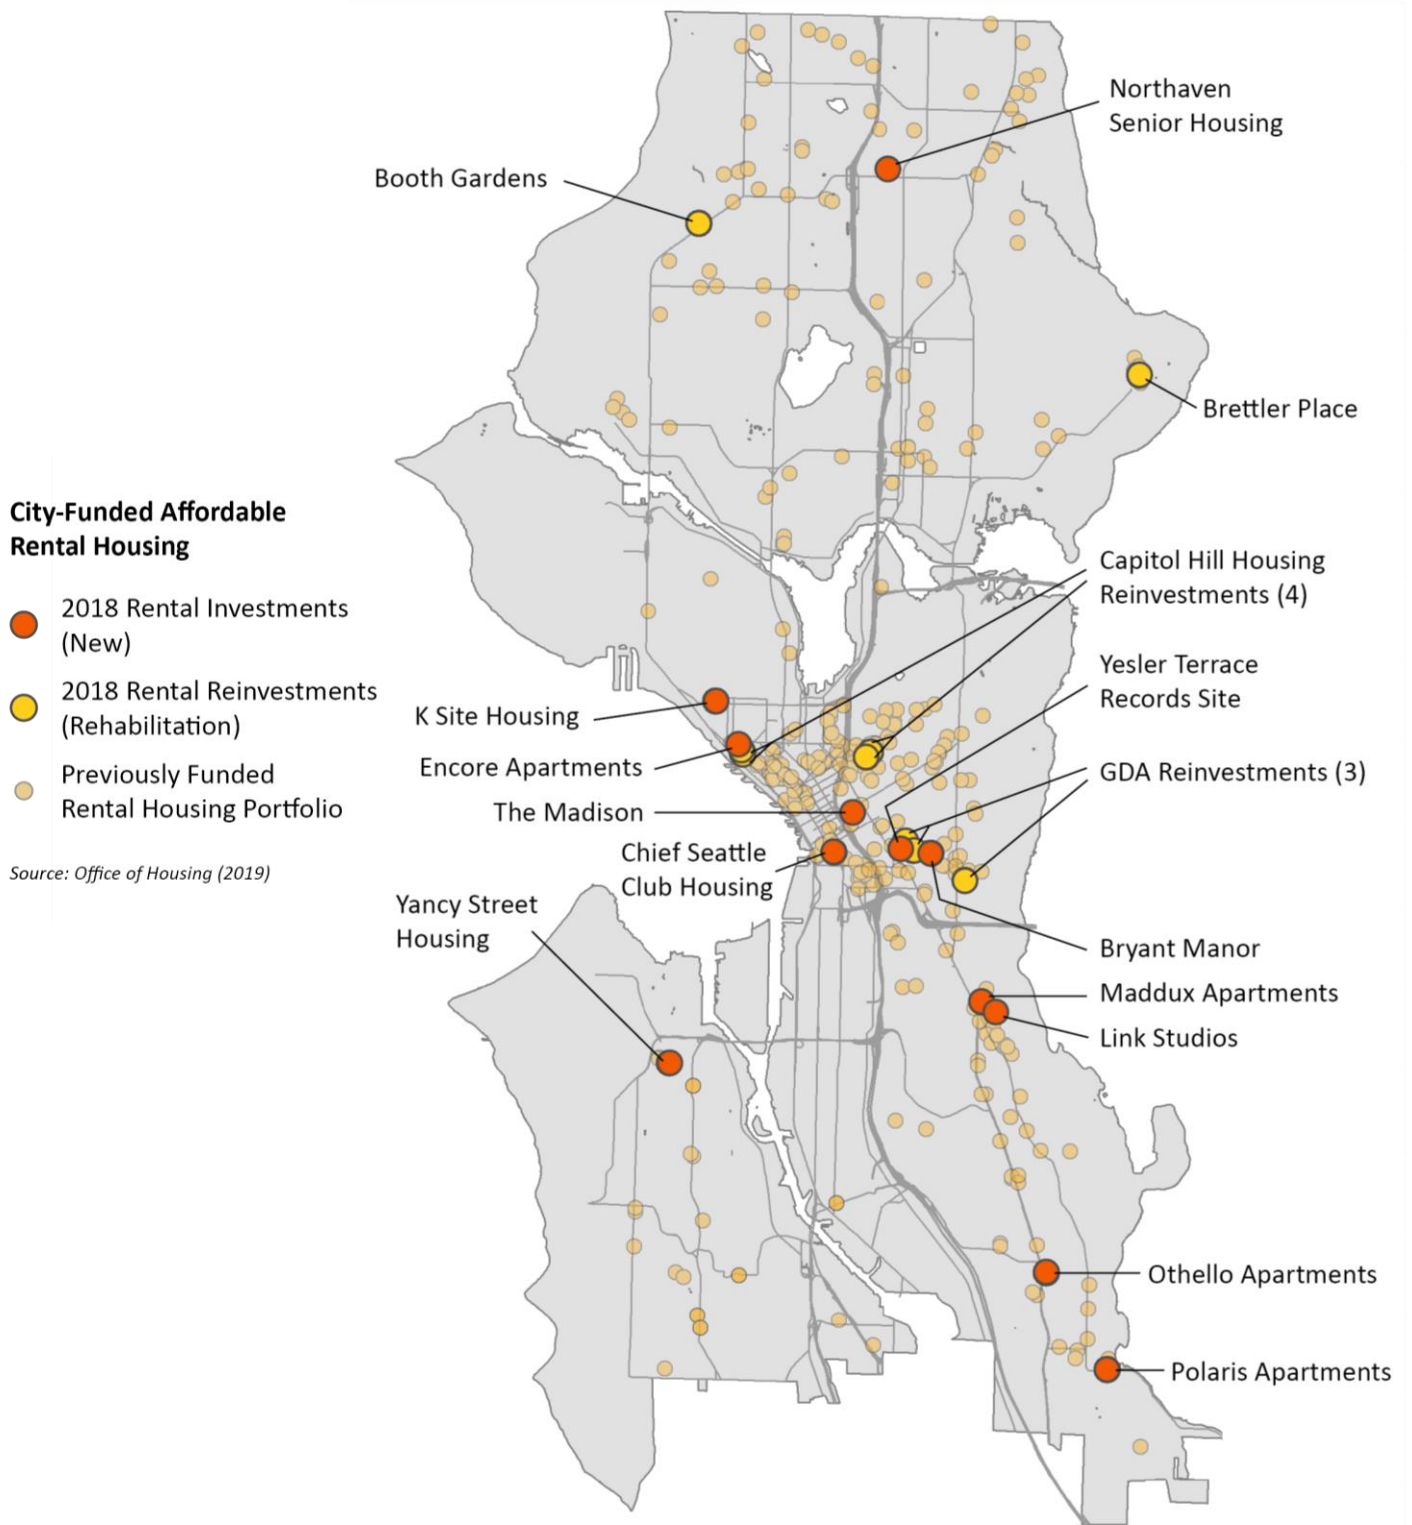 Northaven
Senior Housing
Booth Gardens
Brettler Place
City-Funded Affordable
Rental Housing
2018 Rental Investments
(New)
2018 Rental Reinvestments
(Rehabilitation)
Previously Funded
Rental Housing Portfolio
Source: Office of Housing (2019)
Capitol Hill Housing
Reinvestments (4)
Yesler Terrace
Records Site
K Site Housing
Encore Apartments
GDA Reinvestments (3)
The Madison
Chief Seattle
Club Housing
Yancy Street
Housing
Bryant Manor
Maddux Apartments
Link Studios
Othello Apartments
Polaris Apartments